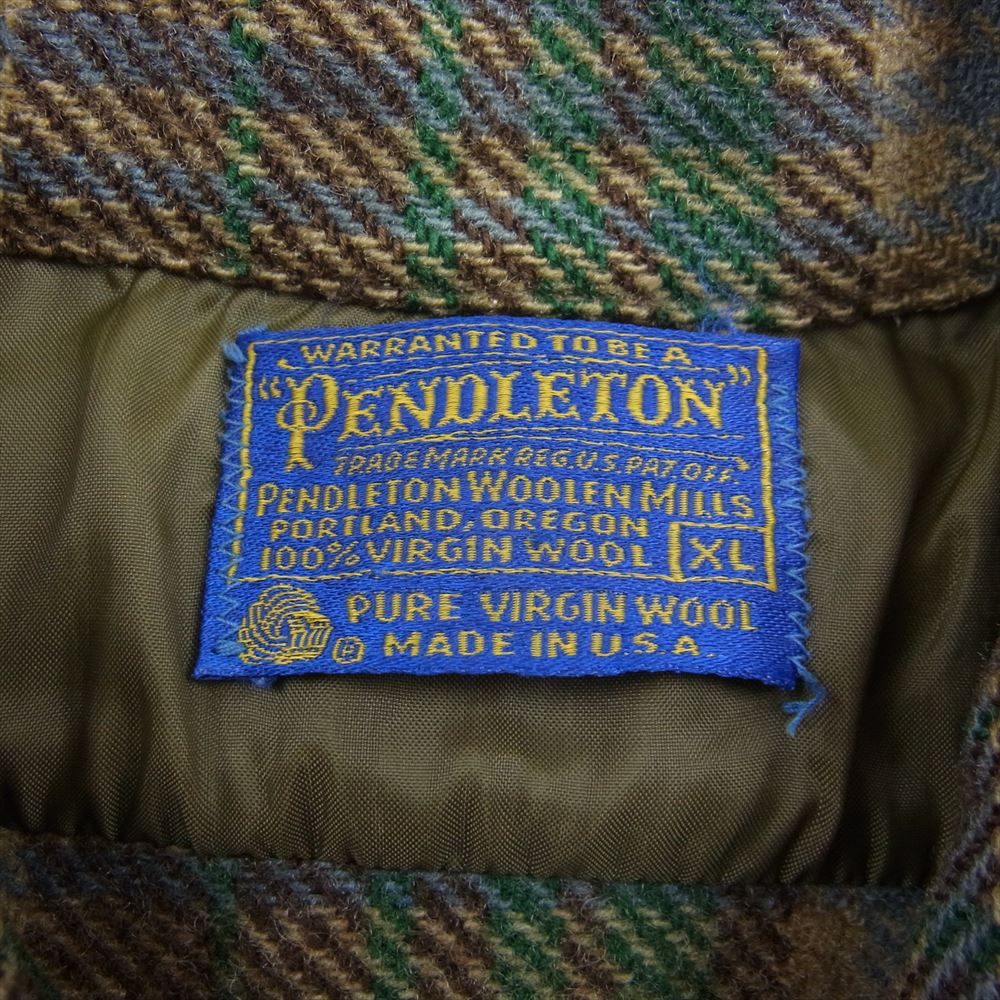 WARRANTED TO BE A
"PENDLETON"
TRADE MARK REG. U.S. PAT. OFF.
PENDLETON WOOLEN MILLS
PORTLAND, OREGON
100% VIRGIN WOOL XL
PURE VIRGIN WOOL
® MADE IN U.S.A.